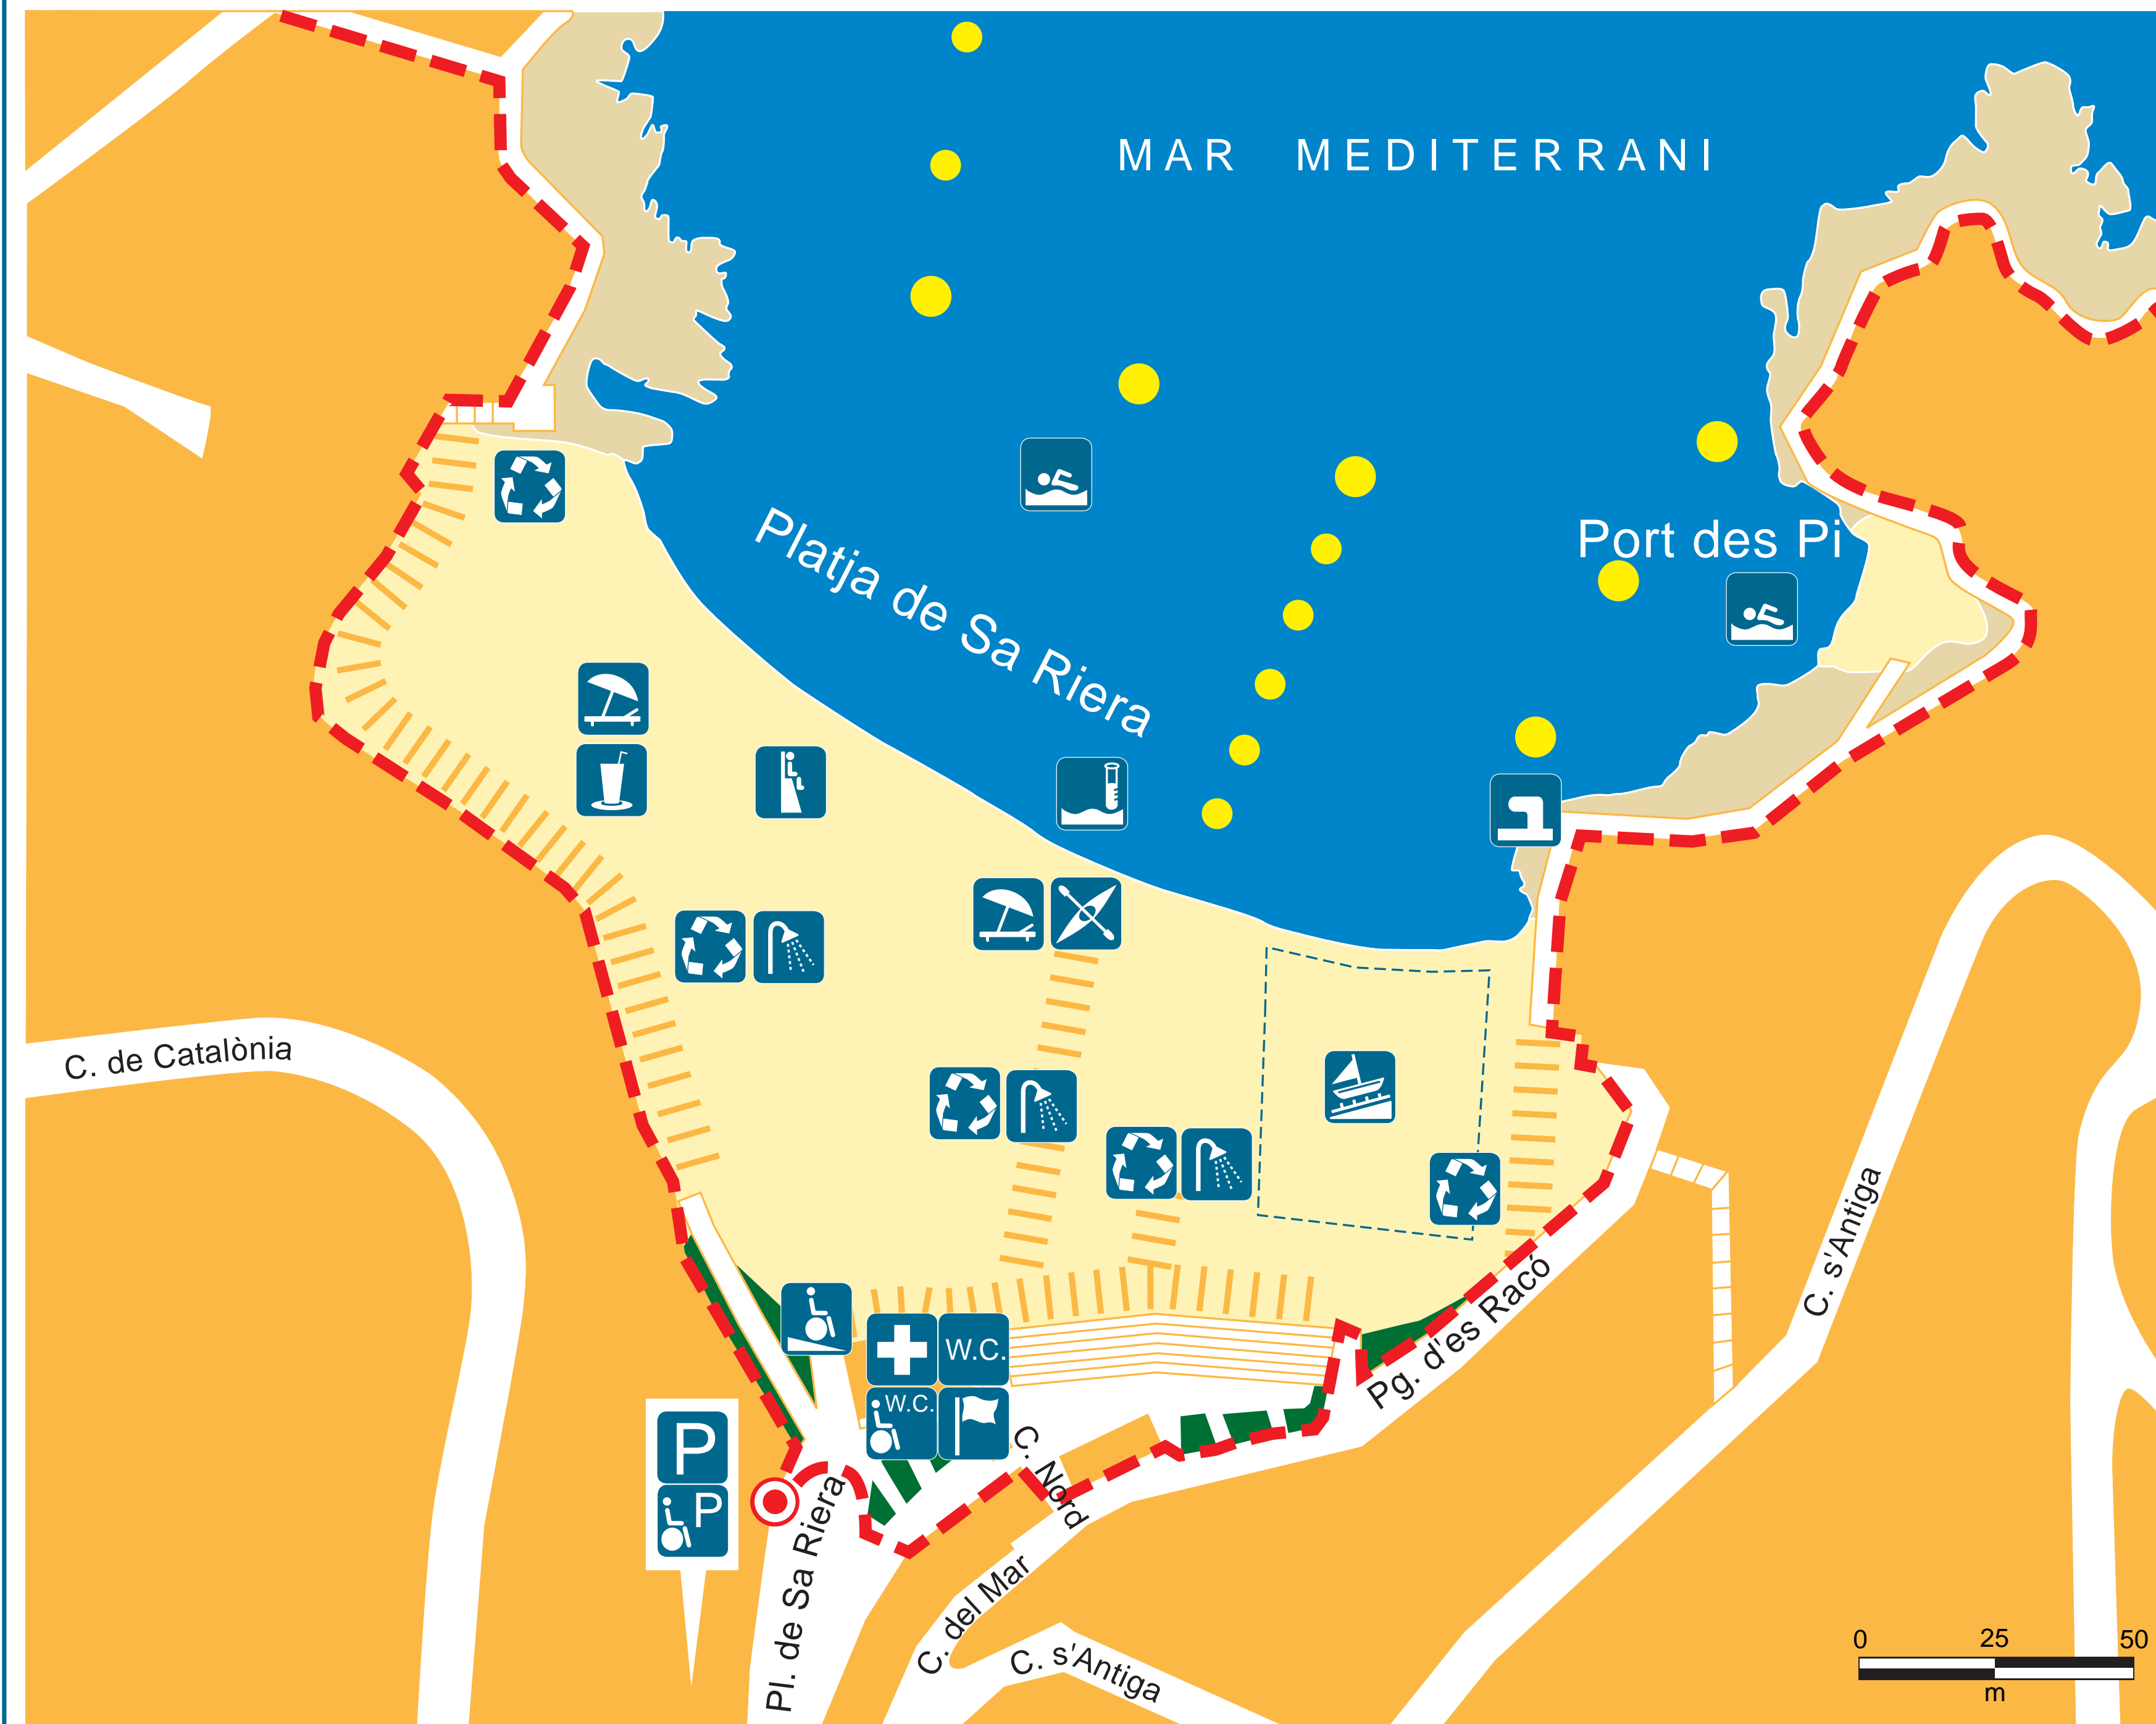 MAR MEDITERRANI
Port des Pi
Platja de Sa Riera
C. de Catalònia
C. s'Antiga
Pg. d'es Racó
W.C.
W.C.
P
P
C. Nord
Pl. de Sa Riera
C. del Mar
C. s'Antiga
0 25 50
m